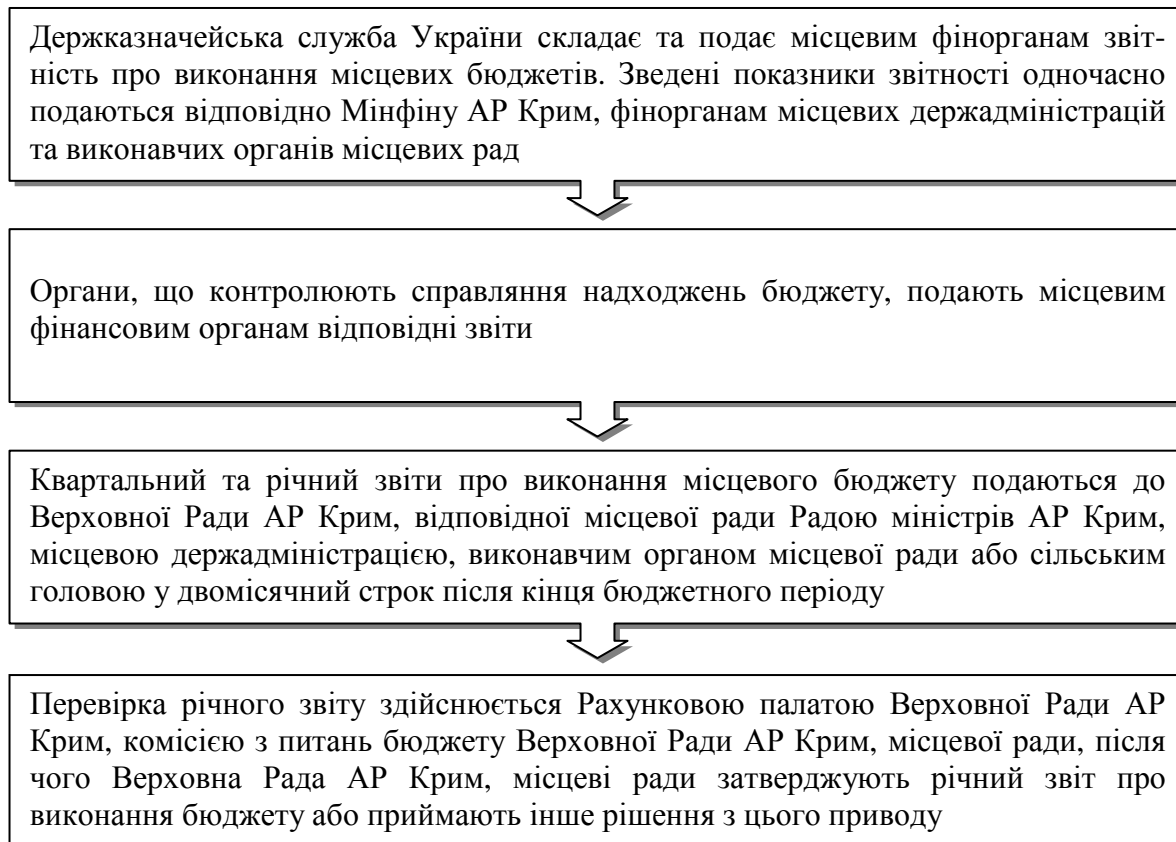 Держказначейська служба України складає та подає місцевим фінорганам звіт-
ність про виконання місцевих бюджетів. Зведені показники звітності одночасно
подаються відповідно Мінфіну АР Крим, фінорганам місцевих держадміністрацій
та виконавчих органів місцевих рад
Органи, що контролюють справляння надходжень бюджету, подають місцевим
фінансовим органам відповідні звіти
Квартальний та річний звіти про виконання місцевого бюджету подаються до
Верховної Ради АР Крим, відповідної місцевої ради Радою міністрів АР Крим,
місцевою держадміністрацією, виконавчим органом місцевої ради або сільським
головою у двомісячний строк після кінця бюджетного періоду
Перевірка річного звіту здійснюється Рахунковою палатою Верховної Ради АР
Крим, комісією з питань бюджету Верховної Ради АР Крим, місцевої ради, після
чого Верховна Рада АР Крим, місцеві ради затверджують річний звіт про
виконання бюджету або приймають інше рішення з цього приводу